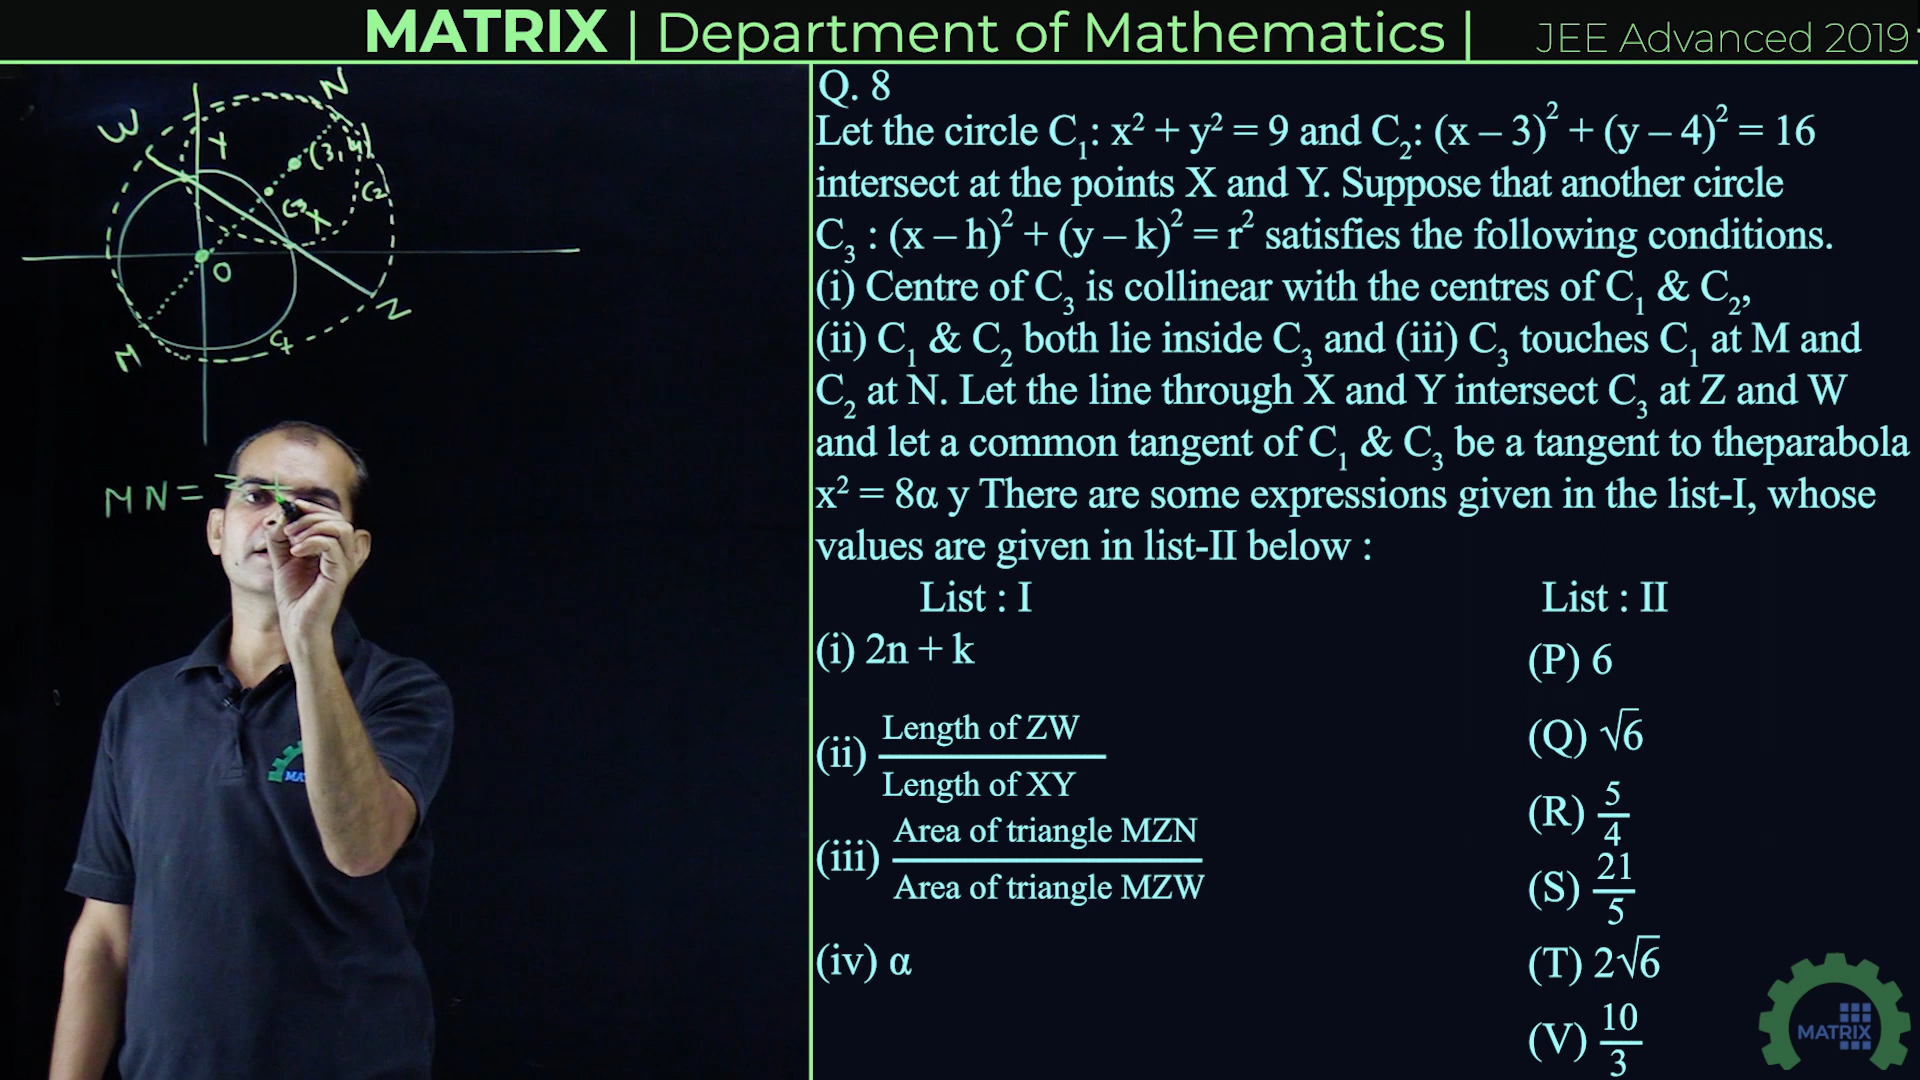 MATRIX | Department of Mathematics | JEE Advanced 2019
W
N
Y
(3, 4)
C2
C3
X
O
Z
C1
M
MN = 3 +
Q. 8
Let the circle C₁: x² + y² = 9 and C₂: (x – 3)² + (y – 4)² = 16
intersect at the points X and Y. Suppose that another circle
C₃ : (x – h)² + (y – k)² = r² satisfies the following conditions.
(i) Centre of C₃ is collinear with the centres of C₁ & C₂,
(ii) C₁ & C₂ both lie inside C₃ and (iii) C₃ touches C₁ at M and
C₂ at N. Let the line through X and Y intersect C₃ at Z and W
and let a common tangent of C₁ & C₃ be a tangent to theparabola
x² = 8α y There are some expressions given in the list-I, whose
values are given in list-II below :
List : I List : II
(i) 2n + k (P) 6
(ii) Length of ZW / Length of XY (Q) √6
(iii) Area of triangle MZN / Area of triangle MZW (R) 5/4
(S) 21/5
(iv) α (T) 2√6
(V) 10/3
MATRIX